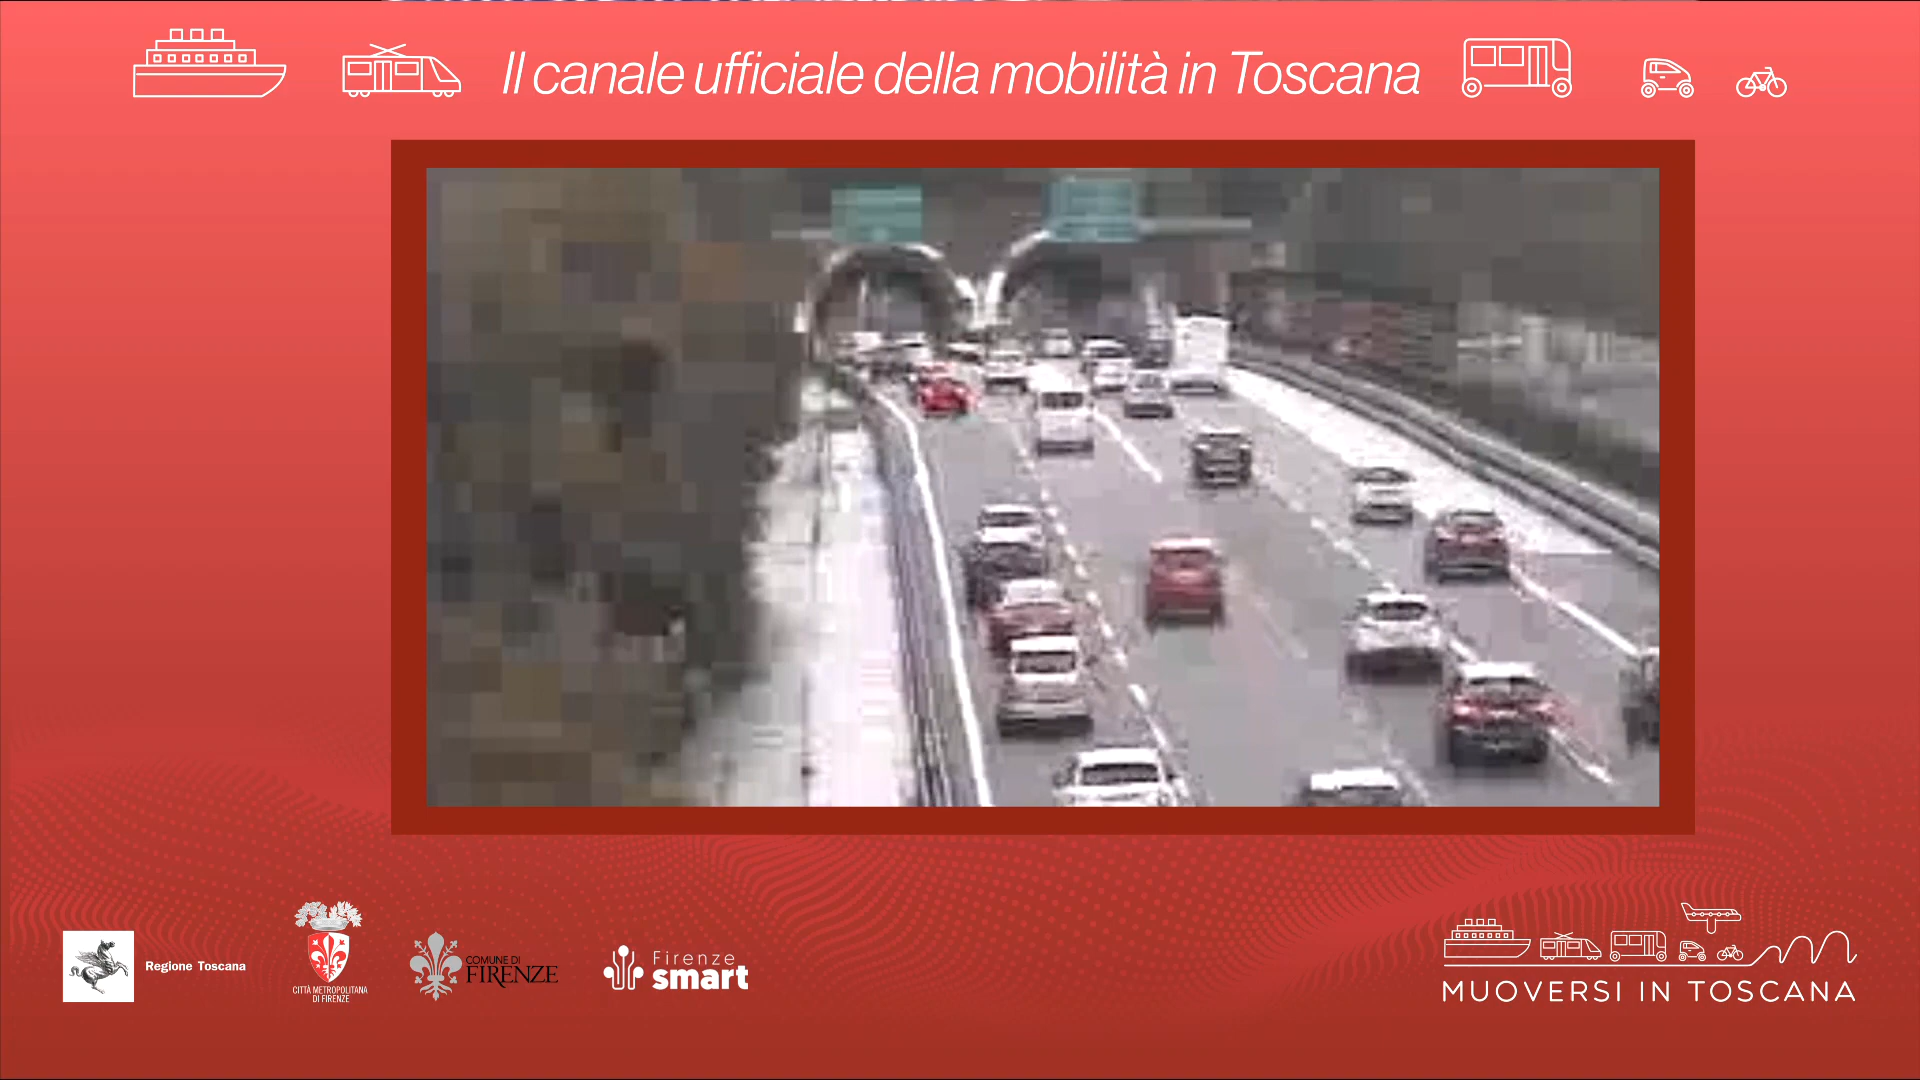 Il canale ufficiale della mobilità in Toscana
Regione Toscana
CITTÀ METROPOLITANA
DI FIRENZE
COMUNE DI
FIRENZE
Firenze
smart
MUOVERSI IN TOSCANA